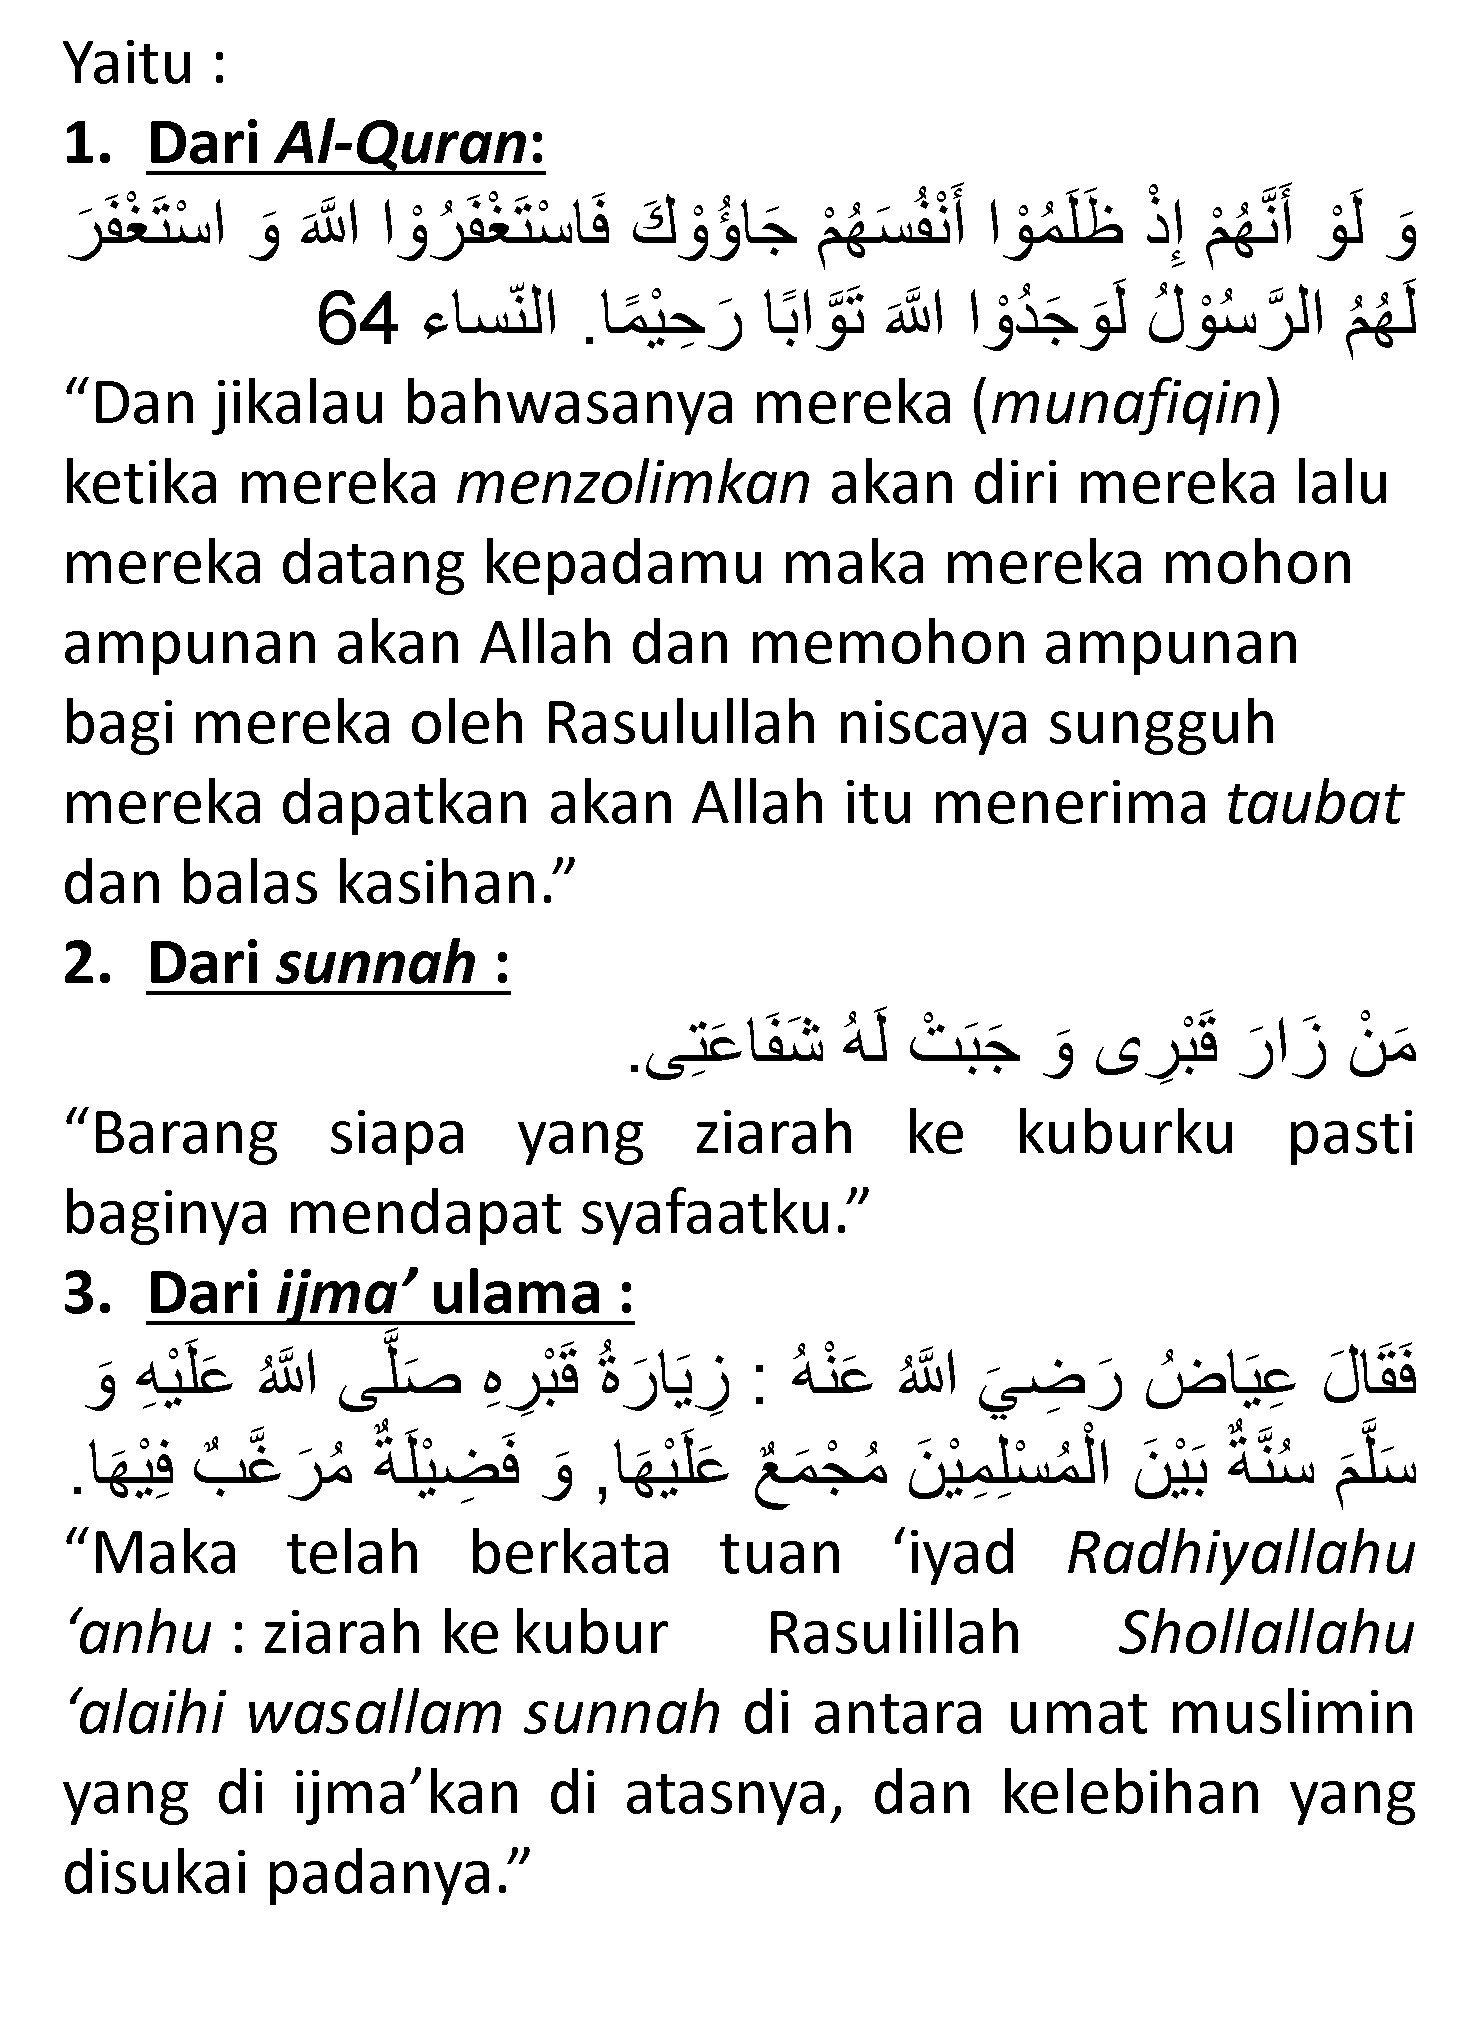 Yaitu :
1. Dari Al-Quran:
وَ لَوْ أَنَّهُمْ إِذْ ظَلَمُوْا أَنْفُسَهُمْ جَاؤُوْكَ فَاسْتَغْفَرُوْا اللَّهَ وَ اسْتَغْفَرَ
لَهُمُ الرَّسُوْلُ لَوَجَدُوْا اللَّهَ تَوَّابًا رَحِيْمًا. النّساء 64
“Dan jikalau bahwasanya mereka (munafiqin)
ketika mereka menzolimkan akan diri mereka lalu
mereka datang kepadamu maka mereka mohon
ampunan akan Allah dan memohon ampunan
bagi mereka oleh Rasulullah niscaya sungguh
mereka dapatkan akan Allah itu menerima taubat
dan balas kasihan.”
2. Dari sunnah :
مَنْ زَارَ قَبْرِى وَ جَبَتْ لَهُ شَفَاعَتِى.
“Barang siapa yang ziarah ke kuburku pasti
baginya mendapat syafaatku.”
3. Dari ijma’ ulama :
فَقَالَ عِيَاضُ رَضِيَ اللَّهُ عَنْهُ : زِيَارَةُ قَبْرِهِ صَلَّى اللَّهُ عَلَيْهِ وَ
سَلَّمَ سُنَّةٌ بَيْنَ الْمُسْلِمِيْنَ مُجْمَعٌ عَلَيْهَا, وَ فَضِيْلَةٌ مُرَغَّبٌ فِيْهَا.
“Maka telah berkata tuan ‘iyad Radhiyallahu
‘anhu : ziarah ke kubur Rasulillah Shollallahu
‘alaihi wasallam sunnah di antara umat muslimin
yang di ijma’kan di atasnya, dan kelebihan yang
disukai padanya.”